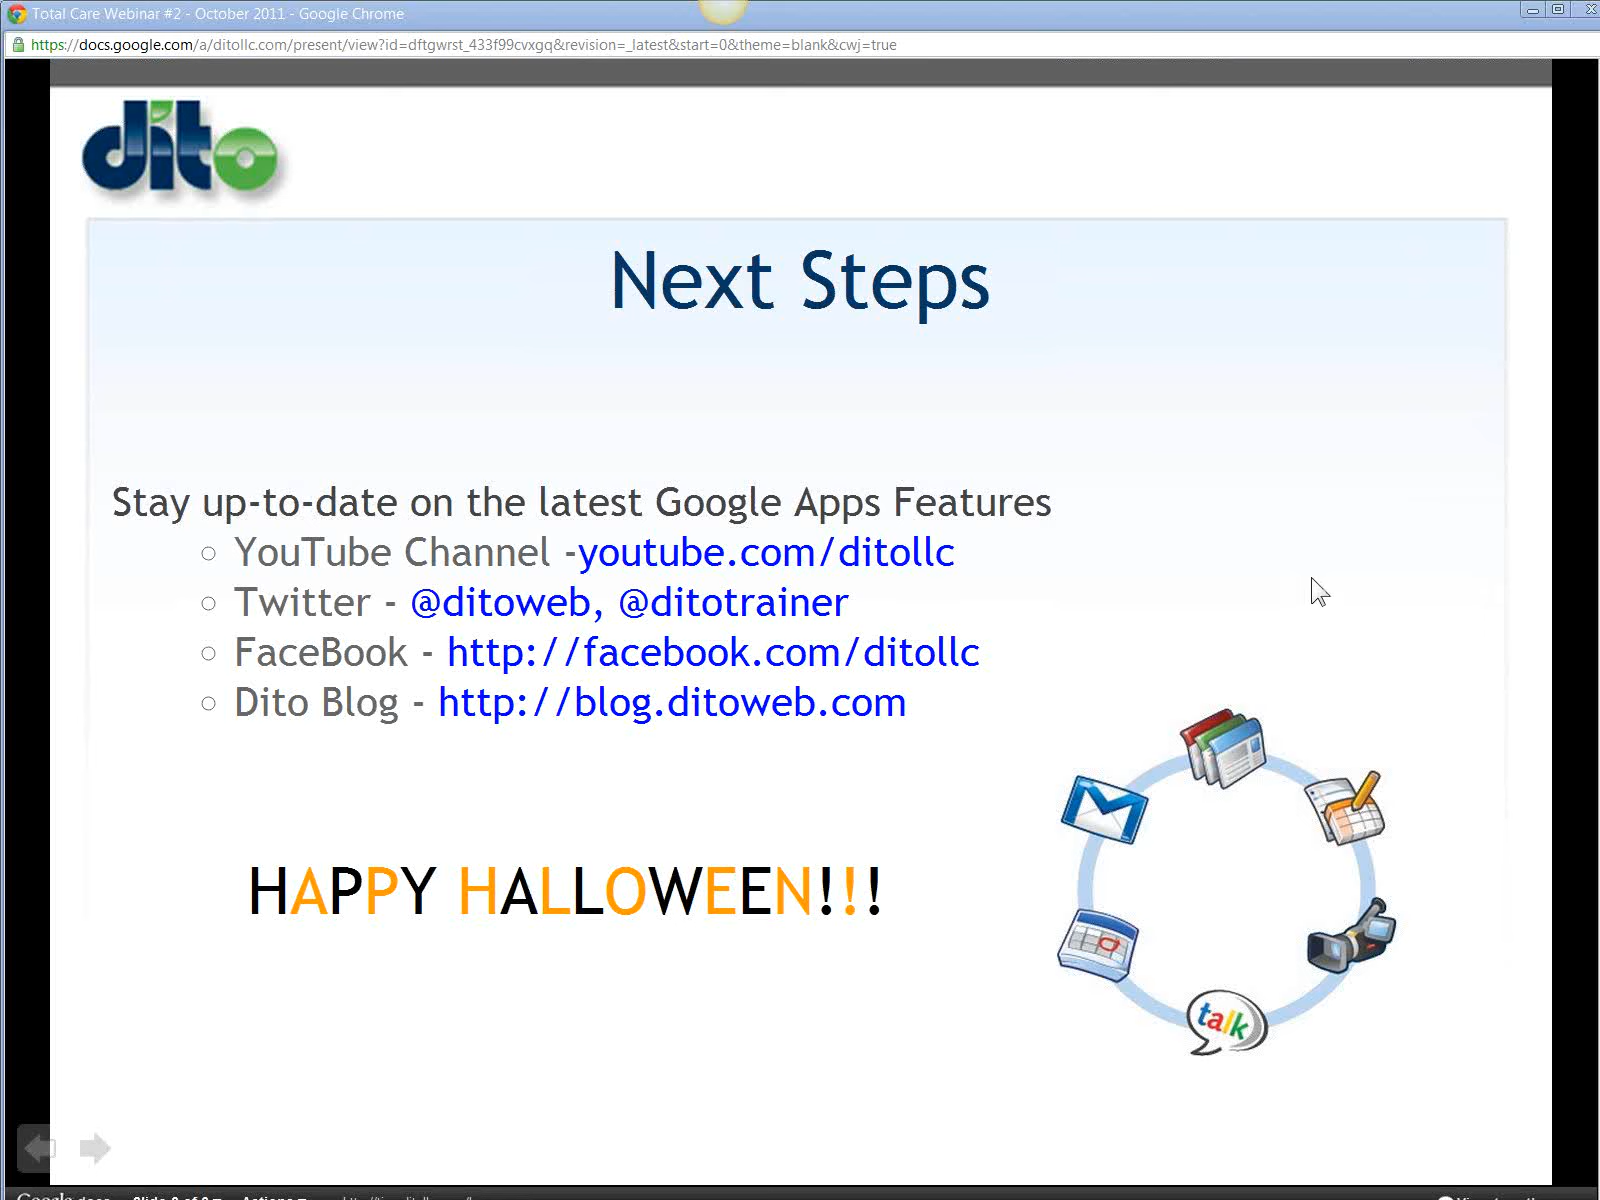 Total Care Webinar #2 - October 2011 - Google Chrome
https://docs.google.com/a/ditollc.com/present/view?id=dftgwrst_433f99cvxgq&revision=_latest&start=0&theme=blank&cwj=true
dito
Next Steps
Stay up-to-date on the latest Google Apps Features
YouTube Channel -youtube.com/ditollc
Twitter - @ditoweb, @ditotrainer
FaceBook - http://facebook.com/ditollc
Dito Blog - http://blog.ditoweb.com
HAPPY HALLOWEEN!!!
talk